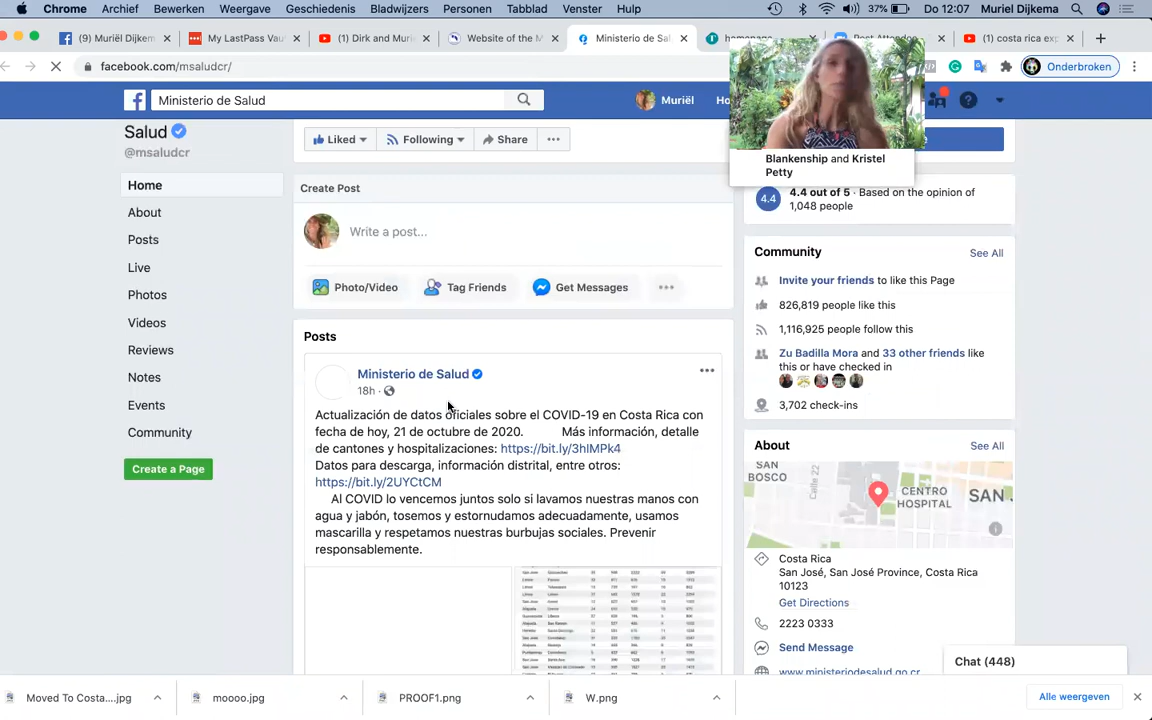 Chrome Archief Bewerken Weergave Geschiedenis Bladwijzers Personen Tabblad Venster Help 37% Do 12:07 Muriel Dijkema
(9) Muriel Dijkem
My LastPass Vau
(1) Dirk and Muri
Website of the M
Ministerio de Sal
homepage
Post Attendee
(1) costa rica exp
facebook.com/msaludcr/
Onderbroken
Ministerio de Salud
Muriël
Ho
Salud
@msaludcr
Home
About
Posts
Live
Photos
Videos
Reviews
Notes
Events
Community
Create a Page
Liked
Following
Share
Create Post
Write a post...
Photo/Video
Tag Friends
Get Messages
Posts
Ministerio de Salud
18h
Actualización de datos oficiales sobre el COVID-19 en Costa Rica con
fecha de hoy, 21 de octubre de 2020. Más información, detalle
de cantones y hospitalizaciones: https://bit.ly/3hIMPk4
Datos para descarga, información distrital, entre otros:
https://bit.ly/2UYCtCM
Al COVID lo vencemos juntos solo si lavamos nuestras manos con
agua y jabón, tosemos y estornudamos adecuadamente, usamos
mascarilla y respetamos nuestras burbujas sociales. Prevenir
responsablemente.
Blankenship and Kristel
Petty
4.4
4.4 out of 5 · Based on the opinion of
1,048 people
Community
See All
Invite your friends to like this Page
826,819 people like this
1,116,925 people follow this
Zu Badilla Mora and 33 other friends like
this or have checked in
3,702 check-ins
About
See All
SAN
BOSCO
Calle 22
CENTRO
HOSPITAL
SAN
Costa Rica
San José, San José Province, Costa Rica
10123
Get Directions
2223 0333
Send Message
www.ministeriodesalud.go.cr
Chat (448)
Moved To Costa....jpg
moooo.jpg
PROOF1.png
W.png
Alle weergeven